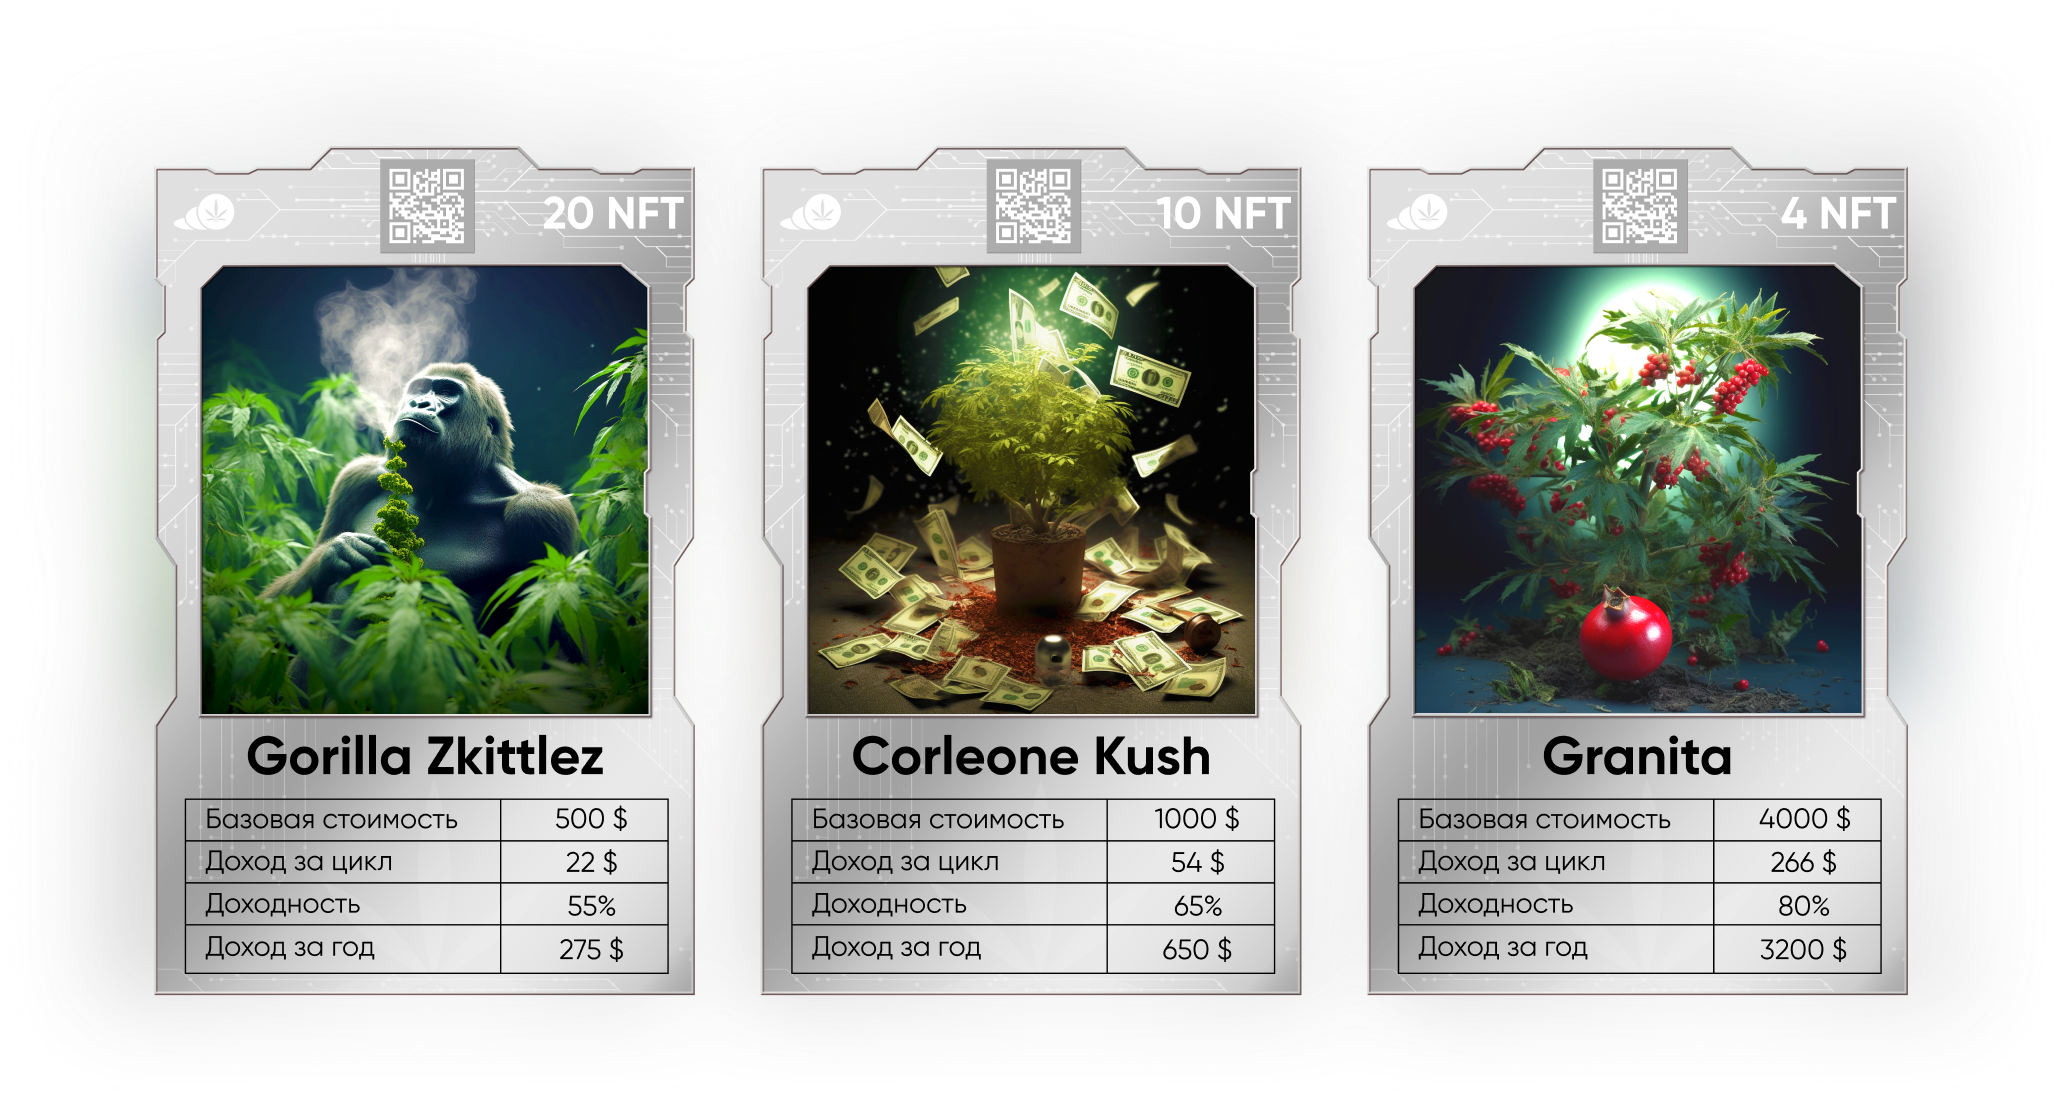 20 NFT
Gorilla Zkittlez
Базовая стоимость 500 $
Доход за цикл 22 $
Доходность 55%
Доход за год 275 $
10 NFT
Corleone Kush
Базовая стоимость 1000 $
Доход за цикл 54 $
Доходность 65%
Доход за год 650 $
4 NFT
Granita
Базовая стоимость 4000 $
Доход за цикл 266 $
Доходность 80%
Доход за год 3200 $